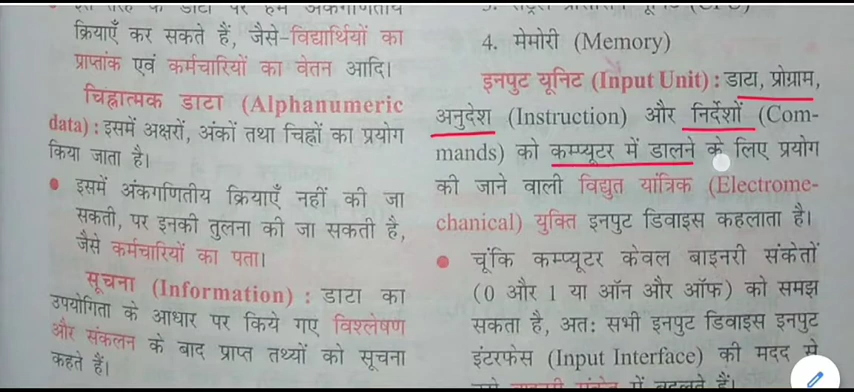 क्रियाएँ कर सकते हैं, जैसे-विद्यार्थियों का
प्राप्तांक एवं कर्मचारियों का वेतन आदि।
चिह्नात्मक डाटा (Alphanumeric
data) : इसमें अक्षरों, अंकों तथा चिह्नों का प्रयोग
किया जाता है।
● इसमें अंकगणितीय क्रियाएँ नहीं की जा
सकती, पर इनकी तुलना की जा सकती है,
जैसे कर्मचारियों का पता।
सूचना (Information) : डाटा का
उपयोगिता के आधार पर किये गए विश्लेषण
और संकलन के बाद प्राप्त तथ्यों को सूचना
कहते हैं।
4. मेमोरी (Memory)
इनपुट यूनिट (Input Unit) : डाटा, प्रोग्राम,
अनुदेश (Instruction) और निर्देशों (Com-
mands) को कम्प्यूटर में डालने के लिए प्रयोग
की जाने वाली विद्युत यांत्रिक (Electrome-
chanical) युक्ति इनपुट डिवाइस कहलाता है।
● चूंकि कम्प्यूटर केवल बाइनरी संकेतों
(0 और 1 या ऑन और ऑफ) को समझ
सकता है, अतः सभी इनपुट डिवाइस इनपुट
इंटरफेस (Input Interface) की मदद से